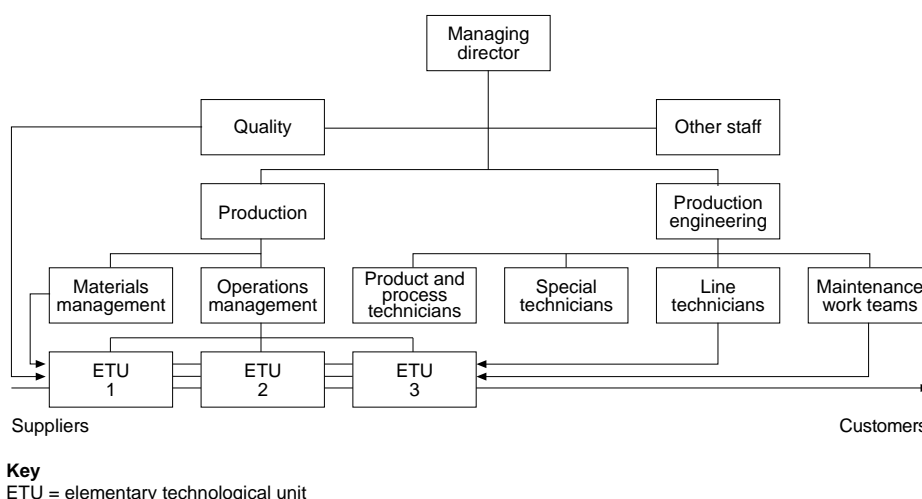 Managing
director
Quality
Other staff
Production
Production
engineering
Materials
management
Operations
management
Product and
process
technicians
Special
technicians
Line
technicians
Maintenance
work teams
ETU
1
ETU
2
ETU
3
Suppliers
Customers
Key
ETU = elementary technological unit